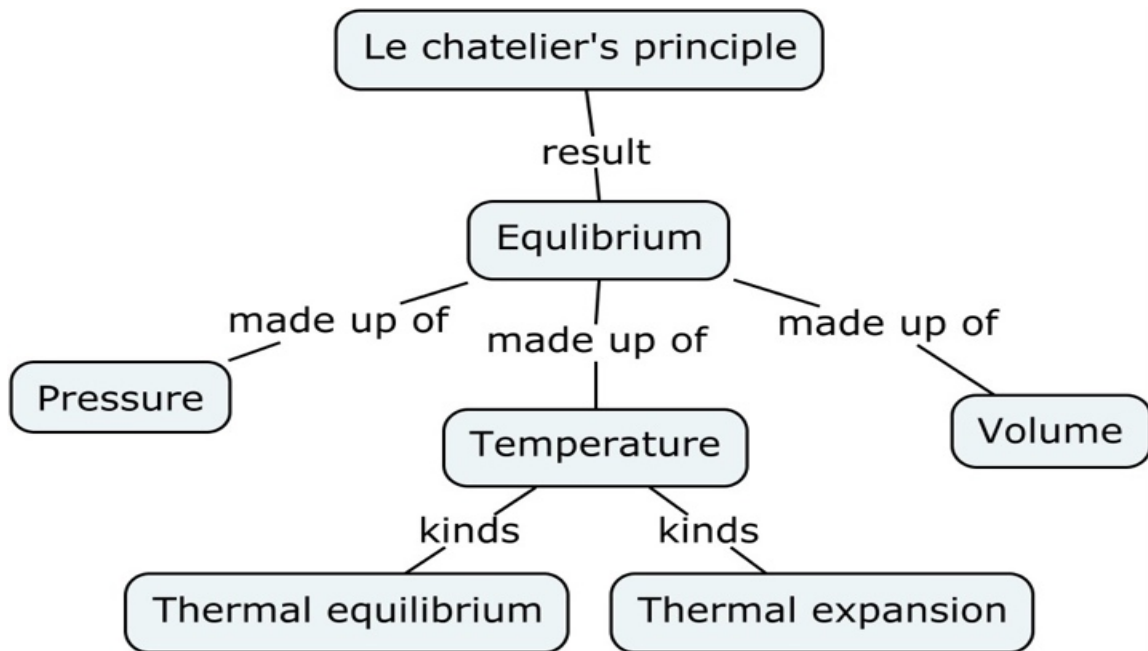 Le chatelier's principle
result
Equlibrium
made up of
made up of
made up of
Pressure
Temperature
Volume
kinds
kinds
Thermal equilibrium
Thermal expansion